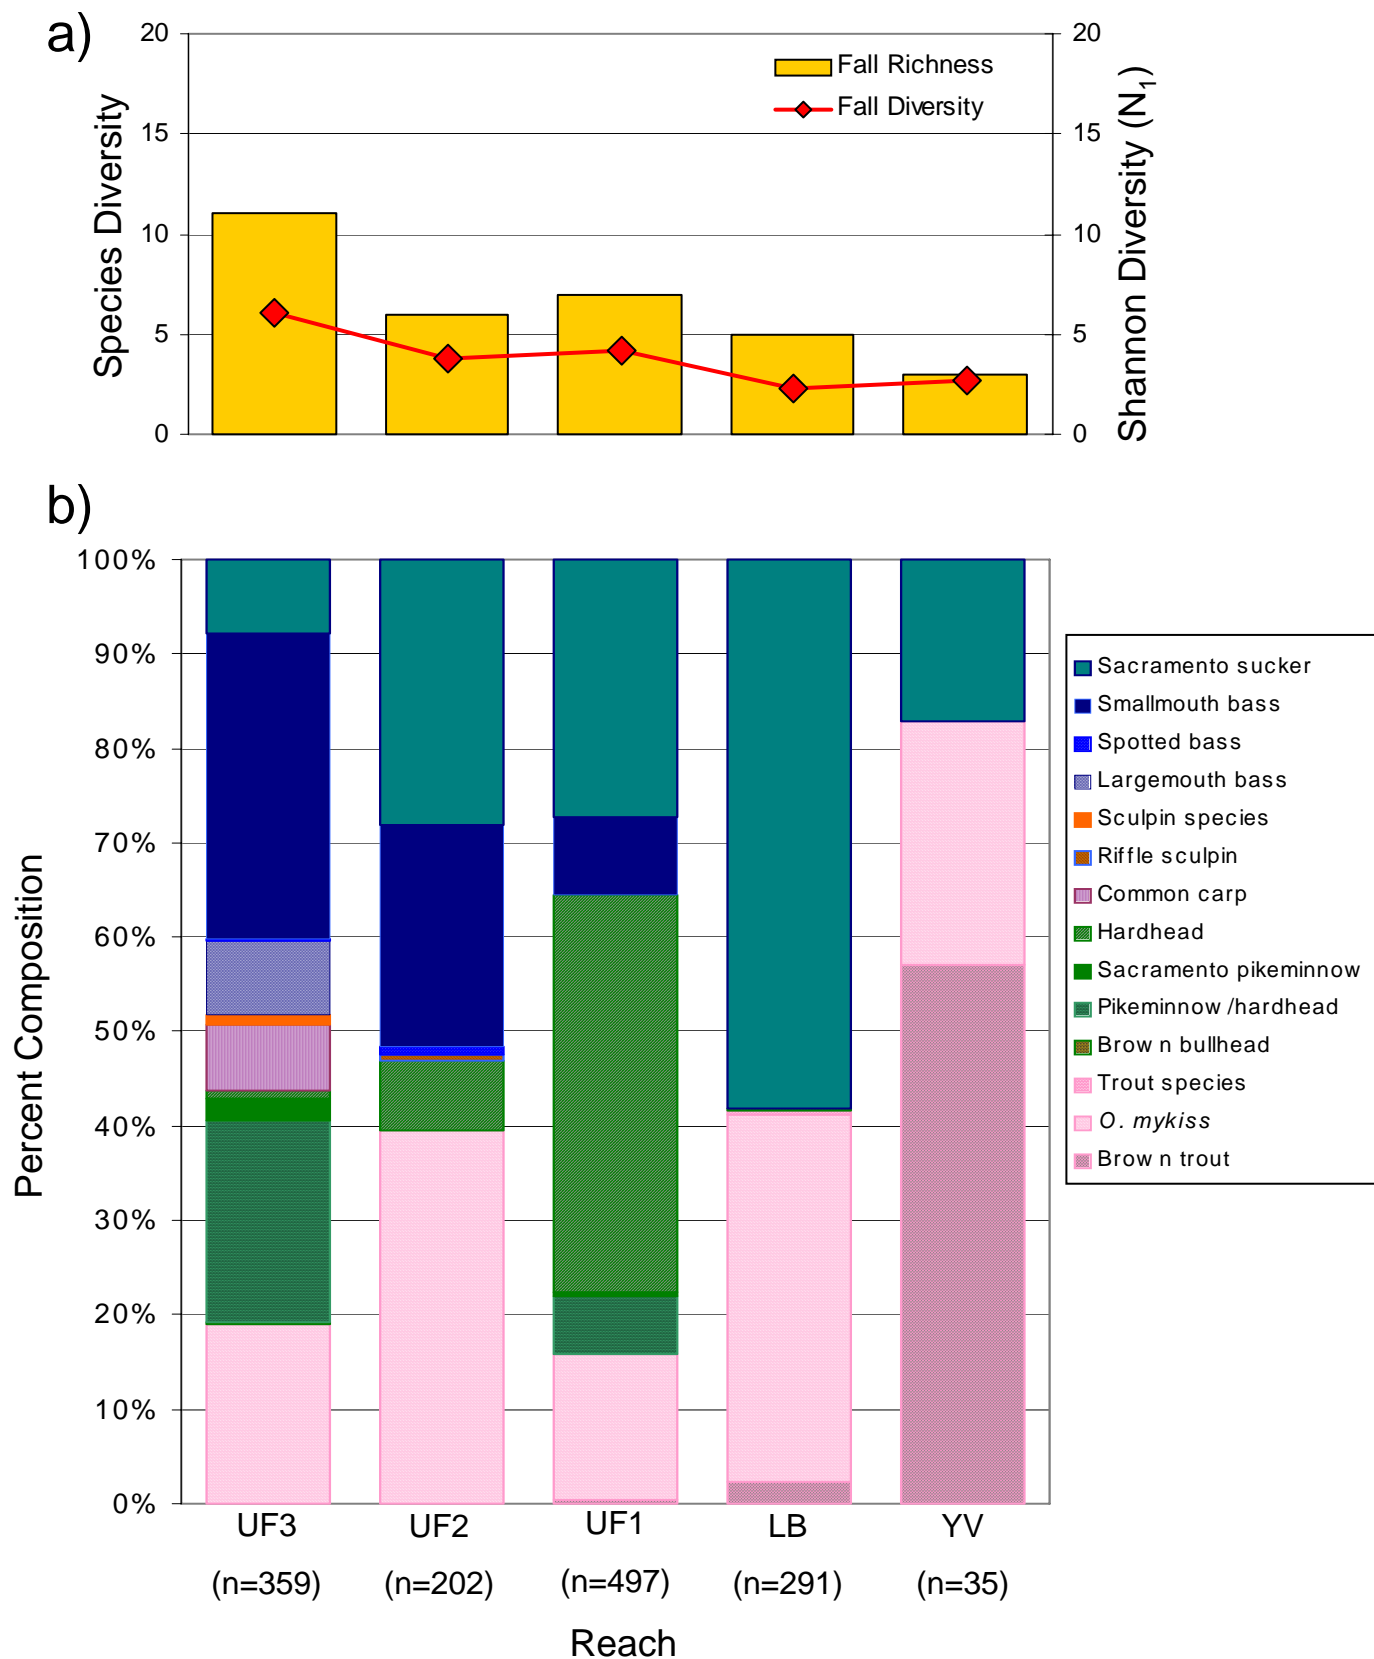 a)
20
15
10
5
0
Species Diversity
Fall Richness
Fall Diversity
20
15
10
5
0
Shannon Diversity (N1)
b)
100%
90%
80%
70%
60%
50%
40%
30%
20%
10%
0%
Percent Composition
Sacramento sucker
Smallmouth bass
Spotted bass
Largemouth bass
Sculpin species
Riffle sculpin
Common carp
Hardhead
Sacramento pikeminnow
Pikeminnow /hardhead
Brow n bullhead
Trout species
O. mykiss
Brow n trout
UF3 UF2 UF1 LB YV
(n=359) (n=202) (n=497) (n=291) (n=35)
Reach